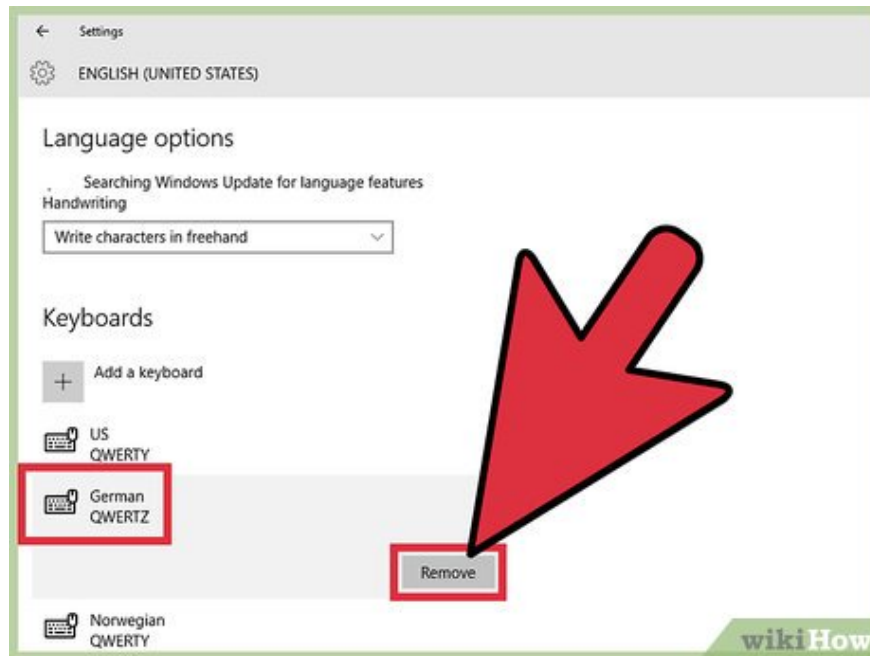 Settings
ENGLISH (UNITED STATES)
Language options
Searching Windows Update for language features
Handwriting
Write characters in freehand
Keyboards
Add a keyboard
US
QWERTY
German
QWERTZ
Remove
Norwegian
QWERTY
wikiHow